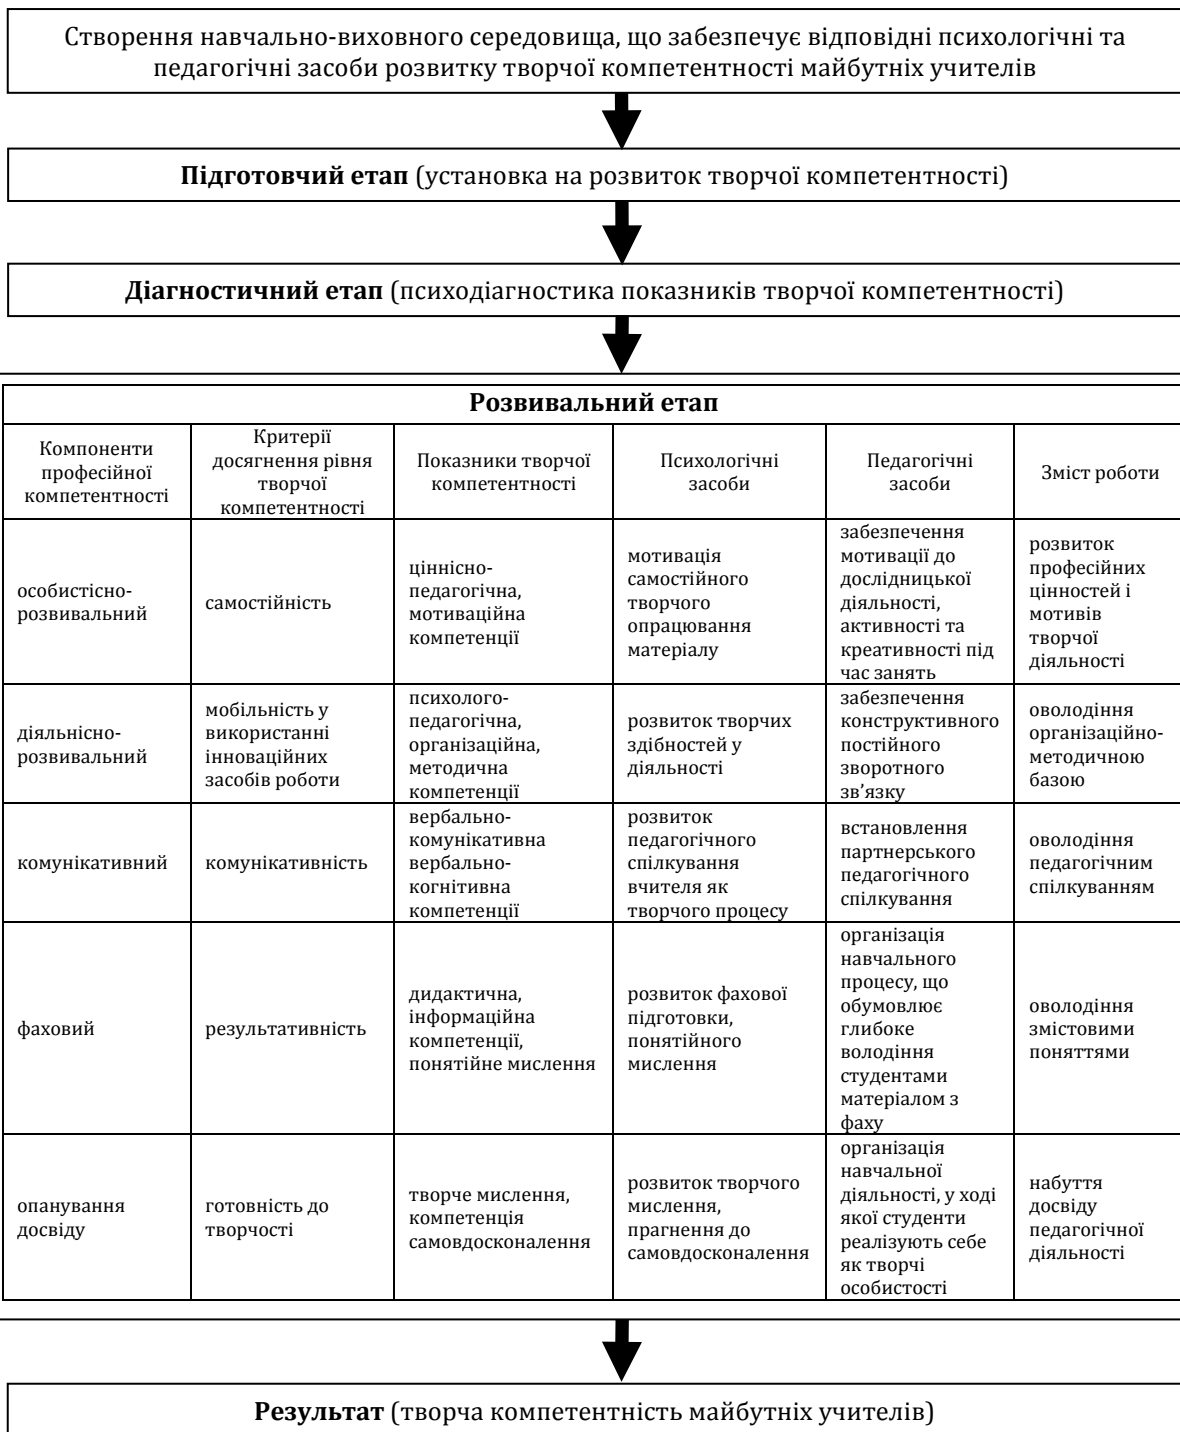 Створення навчально-виховного середовища, що забезпечує відповідні психологічні та
педагогічні засоби розвитку творчої компетентності майбутніх учителів
Підготовчий етап (установка на розвиток творчої компетентності)
Діагностичний етап (психодіагностика показників творчої компетентності)
Розвивальний етап
Компоненти
професійної
компетентності
Критерії
досягнення рівня
творчої
компетентності
Показники творчої
компетентності
Психологічні
засоби
Педагогічні
засоби
Зміст роботи
особистісно-
розвивальний
самостійність
ціннісно-
педагогічна,
мотиваційна
компетенції
мотивація
самостійного
творчого
опрацювання
матеріалу
забезпечення
мотивації до
дослідницької
діяльності,
активності та
креативності під
час занять
розвиток
професійних
цінностей і
мотивів
творчої
діяльності
діяльнісно-
розвивальний
мобільність у
використанні
інноваційних
засобів роботи
психолого-
педагогічна,
організаційна,
методична
компетенції
розвиток творчих
здібностей у
діяльності
забезпечення
конструктивного
постійного
зворотного
зв’язку
оволодіння
організаційно-
методичною
базою
комунікативний
комунікативність
вербально-
комунікативна
вербально-
когнітивна
компетенції
розвиток
педагогічного
спілкування
вчителя як
творчого процесу
встановлення
партнерського
педагогічного
спілкування
оволодіння
педагогічним
спілкуванням
фаховий
результативність
дидактична,
інформаційна
компетенції,
понятійне мислення
розвиток фахової
підготовки,
понятійного
мислення
організація
навчального
процесу, що
обумовлює
глибоке
володіння
студентами
матеріалом з
фаху
оволодіння
змістовими
поняттями
опанування
досвіду
готовність до
творчості
творче мислення,
компетенція
самовдосконалення
розвиток творчого
мислення,
прагнення до
самовдосконалення
організація
навчальної
діяльності, у ході
якої студенти
реалізують себе
як творчі
особистості
набуття
досвіду
педагогічної
діяльності
Результат (творча компетентність майбутніх учителів)